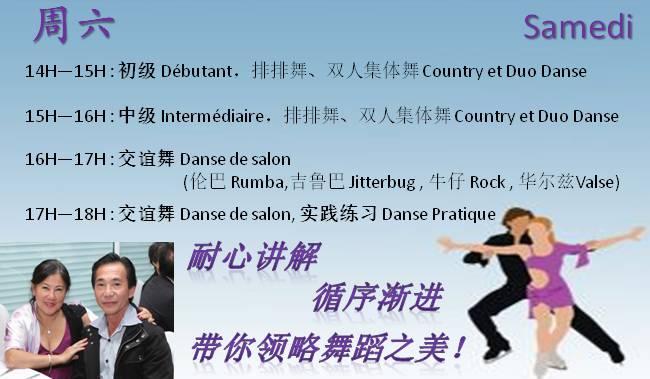 周六 Samedi
14H—15H : 初级 Débutant．排排舞、双人集体舞 Country et Duo Danse
15H—16H : 中级 Intermédiaire．排排舞、双人集体舞 Country et Duo Danse
16H—17H : 交谊舞 Danse de salon
(伦巴 Rumba,吉鲁巴 Jitterbug , 牛仔 Rock , 华尔兹Valse)
17H—18H : 交谊舞 Danse de salon, 实践练习 Danse Pratique
耐心讲解
循序渐进
带你领略舞蹈之美！